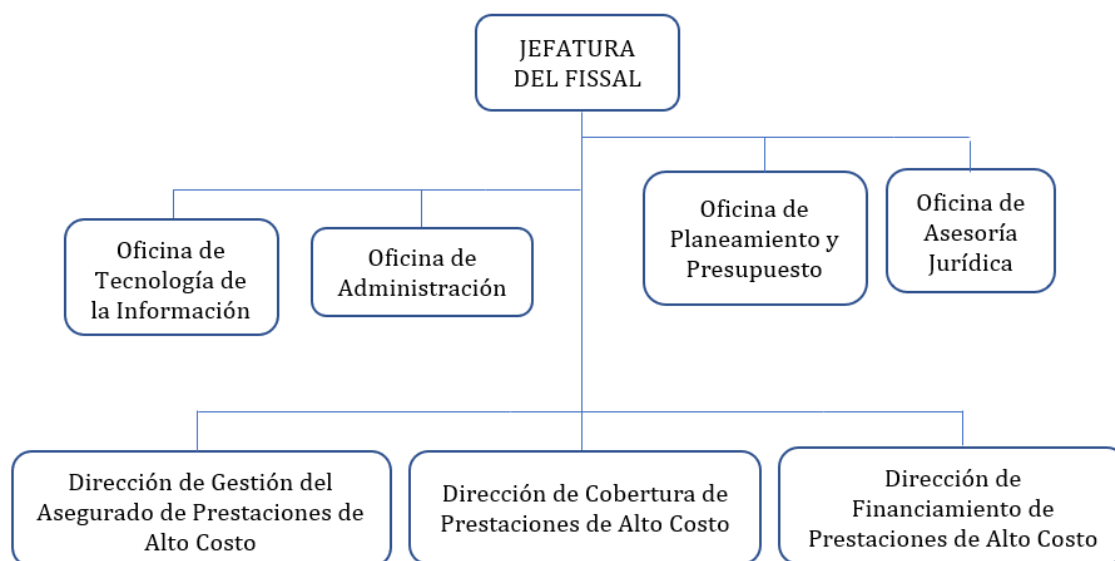 JEFATURA
DEL FISSAL
Oficina de
Tecnología de
la Información
Oficina de
Administración
Oficina de
Planeamiento y
Presupuesto
Oficina de
Asesoría
Jurídica
Dirección de Gestión del
Asegurado de Prestaciones de
Alto Costo
Dirección de Cobertura de
Prestaciones de Alto Costo
Dirección de
Financiamiento de
Prestaciones de Alto Costo